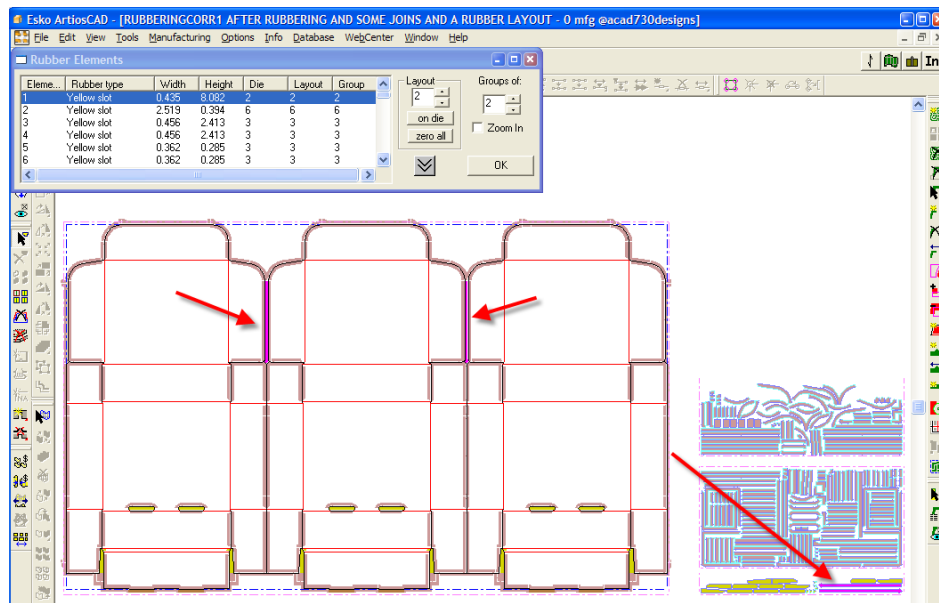 Esko ArtiosCAD - [RUBBERINGCORR1 AFTER RUBBERING AND SOME JOINS AND A RUBBER LAYOUT - 0 mfg @acad730designs]
File Edit View Tools Manufacturing Options Info Database WebCenter Window Help
Rubber Elements
Eleme... Rubber type Width Height Die Layout Group
1 Yellow slot 0.435 8.082 2 2 2
2 Yellow slot 2.519 0.394 6 6 6
3 Yellow slot 0.456 2.413 3 3 3
4 Yellow slot 0.456 2.413 3 3 3
5 Yellow slot 0.362 0.285 3 3 3
6 Yellow slot 0.362 0.285 3 3 3
Layout
2
on die
zero all
Groups of:
2
Zoom In
OK
In